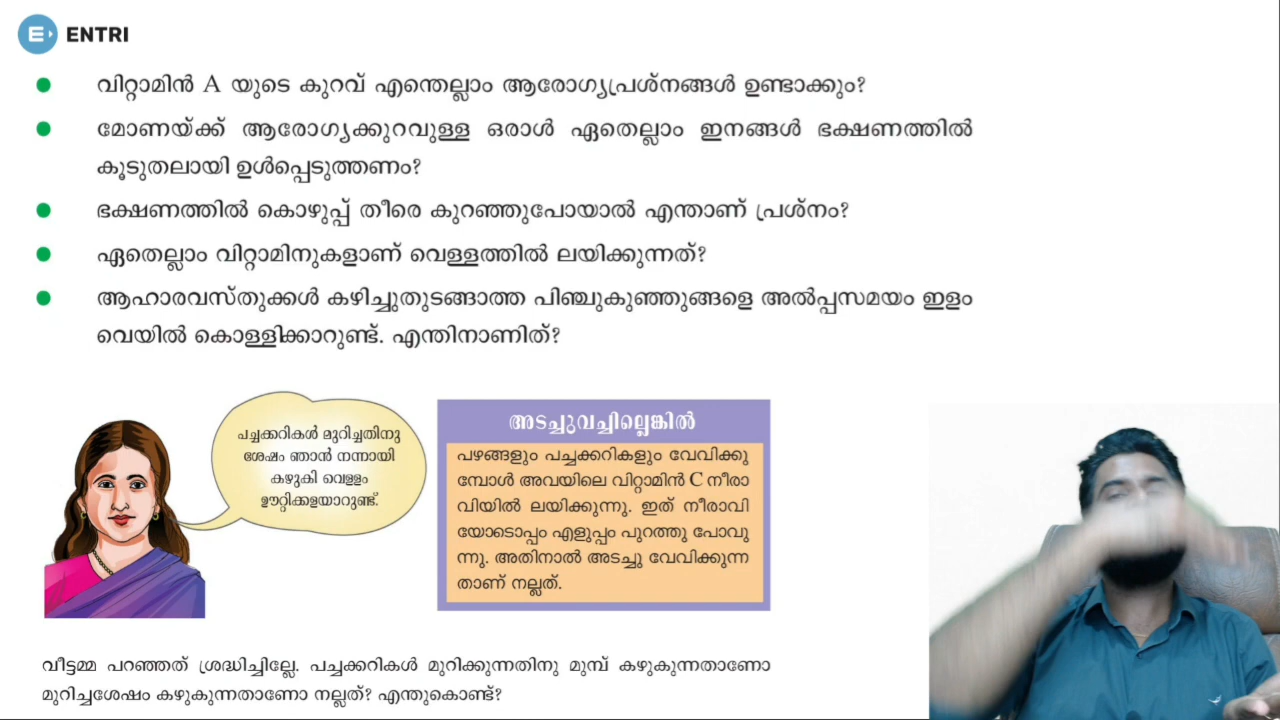 ENTRI
വിറ്റാമിൻ A യുടെ കുറവ് എന്തെല്ലാം ആരോഗ്യപ്രശ്നങ്ങൾ ഉണ്ടാക്കും?
മോണയ്ക്ക് ആരോഗ്യക്കുറവുള്ള ഒരാൾ ഏതെല്ലാം ഇനങ്ങൾ ഭക്ഷണത്തിൽ
കൂടുതലായി ഉൾപ്പെടുത്തണം?
ഭക്ഷണത്തിൽ കൊഴുപ്പ് തീരെ കുറഞ്ഞുപോയാൽ എന്താണ് പ്രശ്നം?
ഏതെല്ലാം വിറ്റാമിനുകളാണ് വെള്ളത്തിൽ ലയിക്കുന്നത്?
ആഹാരവസ്തുക്കൾ കഴിച്ചുതുടങ്ങാത്ത പിഞ്ചുകുഞ്ഞുങ്ങളെ അൽപ്പസമയം ഇളം
വെയിൽ കൊള്ളിക്കാറുണ്ട്. എന്തിനാണിത്?
പച്ചക്കറികൾ മുറിച്ചതിനു
ശേഷം ഞാൻ നന്നായി
കഴുകി വെള്ളം
ഊറ്റിക്കളയാറുണ്ട്.
അടച്ചുവച്ചില്ലെങ്കിൽ
പഴങ്ങളും പച്ചക്കറികളും വേവിക്കു
മ്പോൾ അവയിലെ വിറ്റാമിൻ C നീരാ
വിയിൽ ലയിക്കുന്നു. ഇത് നീരാവി
യോടൊപ്പം എളുപ്പം പുറത്തു പോവു
ന്നു. അതിനാൽ അടച്ചു വേവിക്കുന്ന
താണ് നല്ലത്.
വീട്ടമ്മ പറഞ്ഞത് ശ്രദ്ധിച്ചില്ലേ. പച്ചക്കറികൾ മുറിക്കുന്നതിനു മുമ്പ് കഴുകുന്നതാണോ
മുറിച്ചശേഷം കഴുകുന്നതാണോ നല്ലത്? എന്തുകൊണ്ട്?